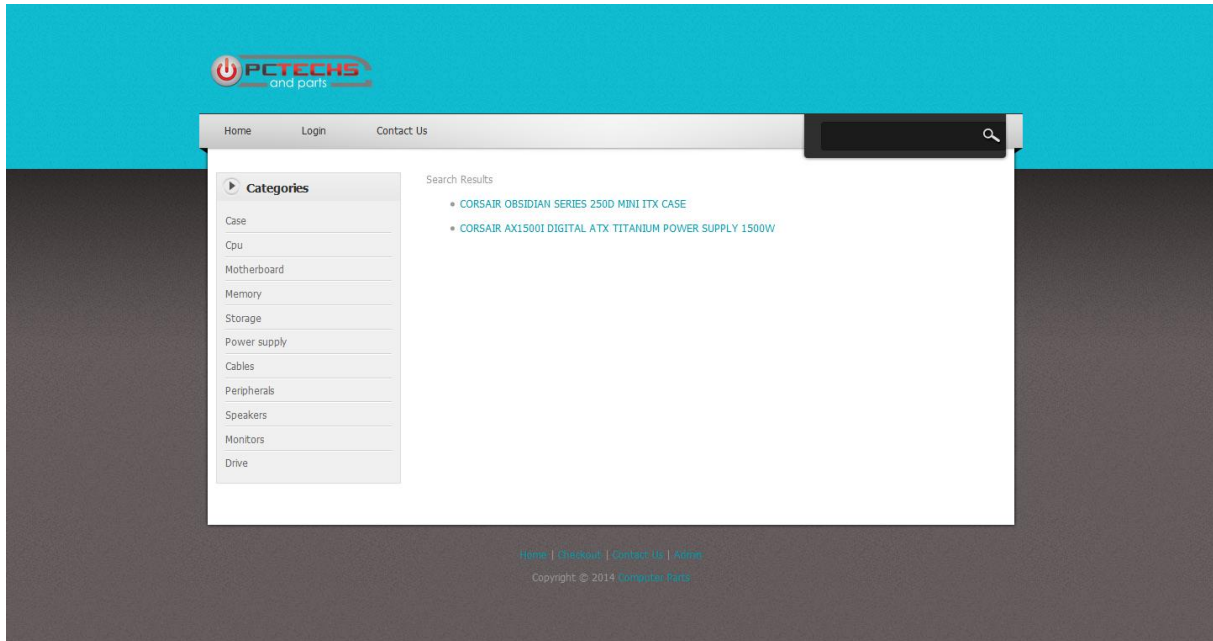 PCTECHS
and parts
Home Login Contact Us
Categories
Case
Cpu
Motherboard
Memory
Storage
Power supply
Cables
Peripherals
Speakers
Monitors
Drive
Search Results
CORSAIR OBSIDIAN SERIES 250D MINI ITX CASE
CORSAIR AX1500I DIGITAL ATX TITANIUM POWER SUPPLY 1500W
Home | Checkout | Contact Us | Admin
Copyright © 2014 Computer Parts